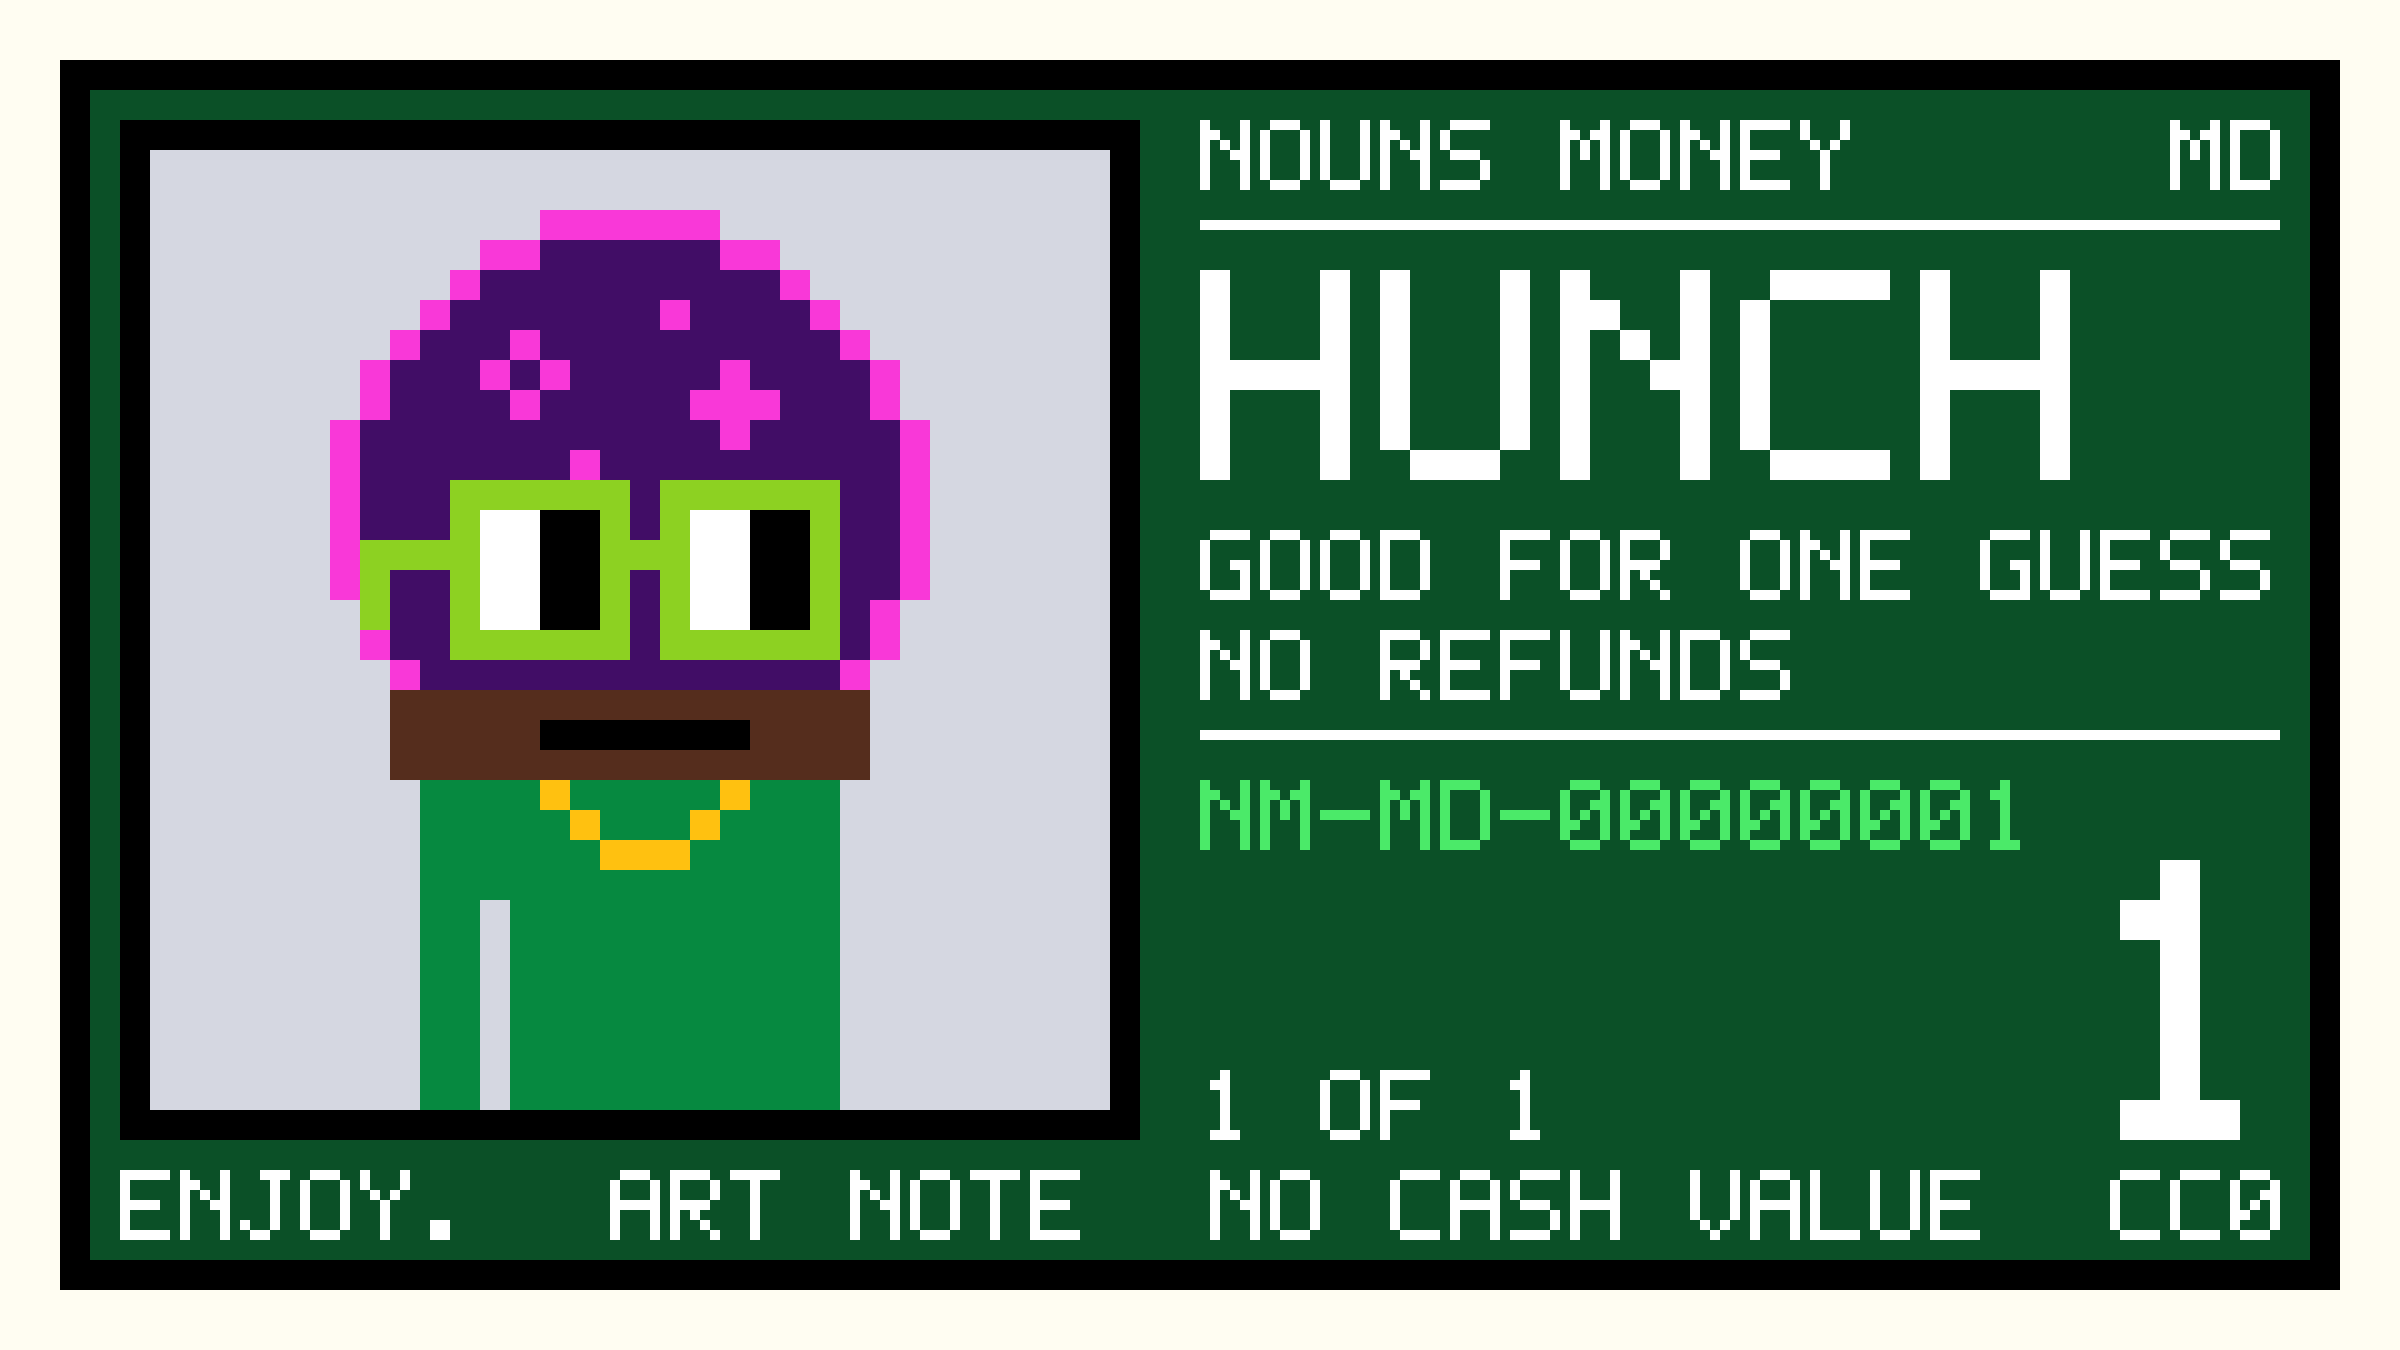 NOUNS MONEY MD
HUNCH
GOOD FOR ONE GUESS
NO REFUNDS
NM-MD-00000001
1
1 OF 1
ENJOY. ART NOTE NO CASH VALUE CC0